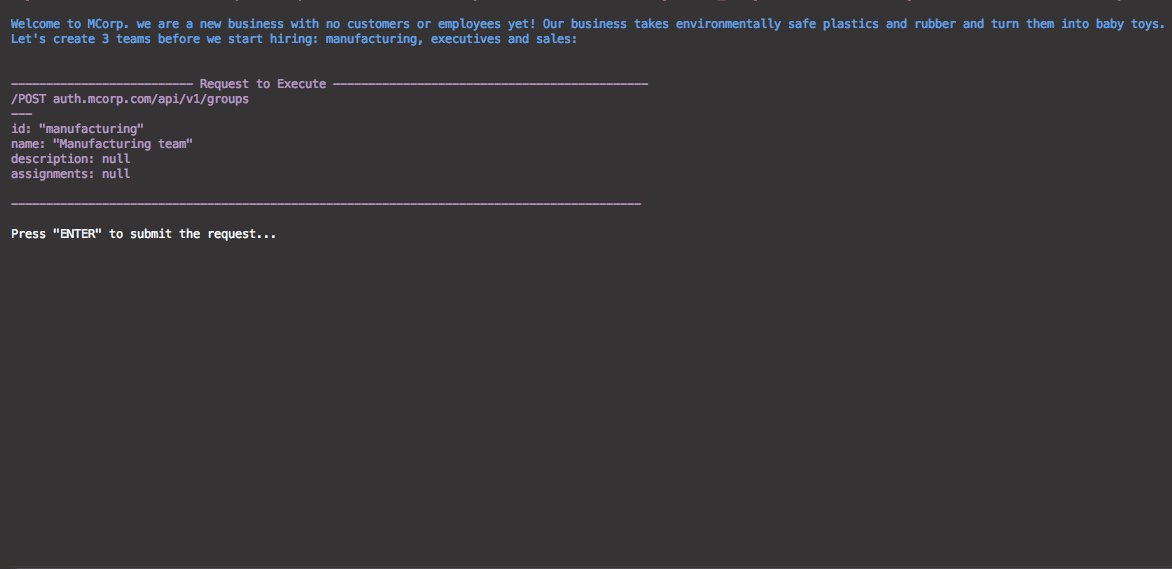 Welcome to MCorp. we are a new business with no customers or employees yet! Our business takes environmentally safe plastics and rubber and turn them into baby toys.
Let's create 3 teams before we start hiring: manufacturing, executives and sales:
—————————— Request to Execute ——————————
/POST auth.mcorp.com/api/v1/groups
———
id: "manufacturing"
name: "Manufacturing team"
description: null
assignments: null
Press "ENTER" to submit the request...